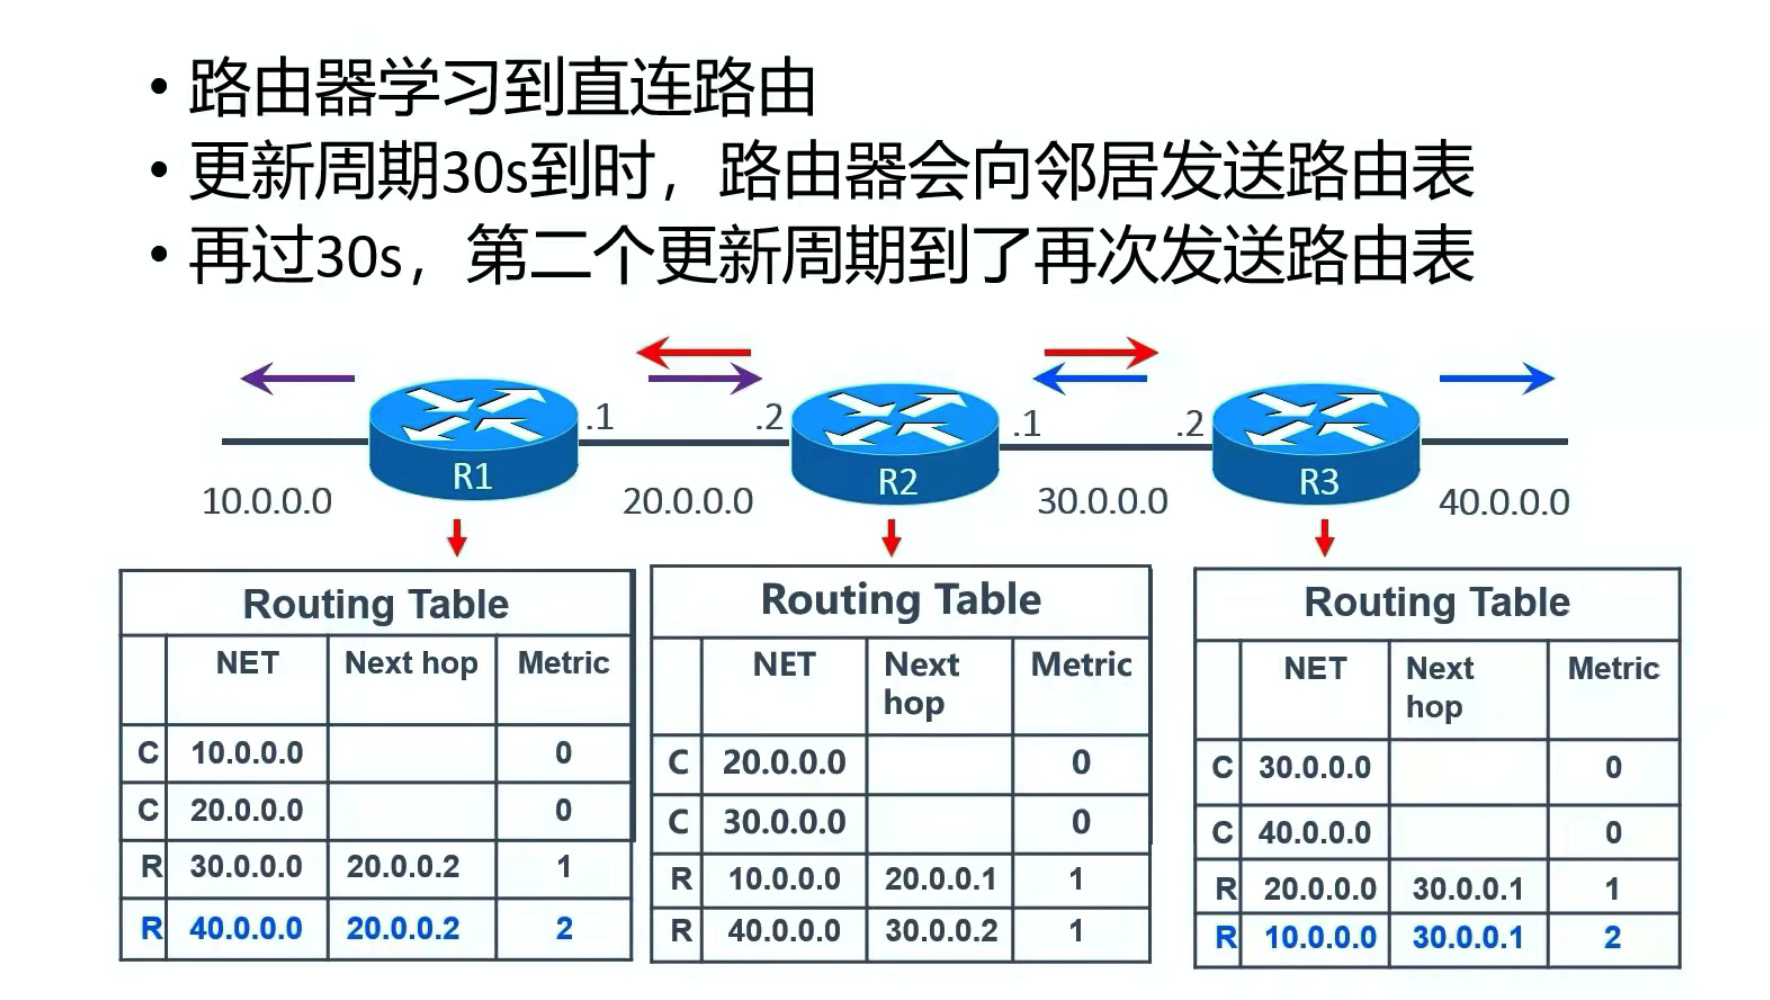 • 路由器学习到直连路由
• 更新周期30s到时，路由器会向邻居发送路由表
• 再过30s，第二个更新周期到了再次发送路由表
.1 .2 .1 .2
R1 R2 R3
10.0.0.0 20.0.0.0 30.0.0.0 40.0.0.0
Routing Table
NET Next hop Metric
C 10.0.0.0 0
C 20.0.0.0 0
R 30.0.0.0 20.0.0.2 1
R 40.0.0.0 20.0.0.2 2
Routing Table
NET Next hop Metric
C 20.0.0.0 0
C 30.0.0.0 0
R 10.0.0.0 20.0.0.1 1
R 40.0.0.0 30.0.0.2 1
Routing Table
NET Next hop Metric
C 30.0.0.0 0
C 40.0.0.0 0
R 20.0.0.0 30.0.0.1 1
R 10.0.0.0 30.0.0.1 2